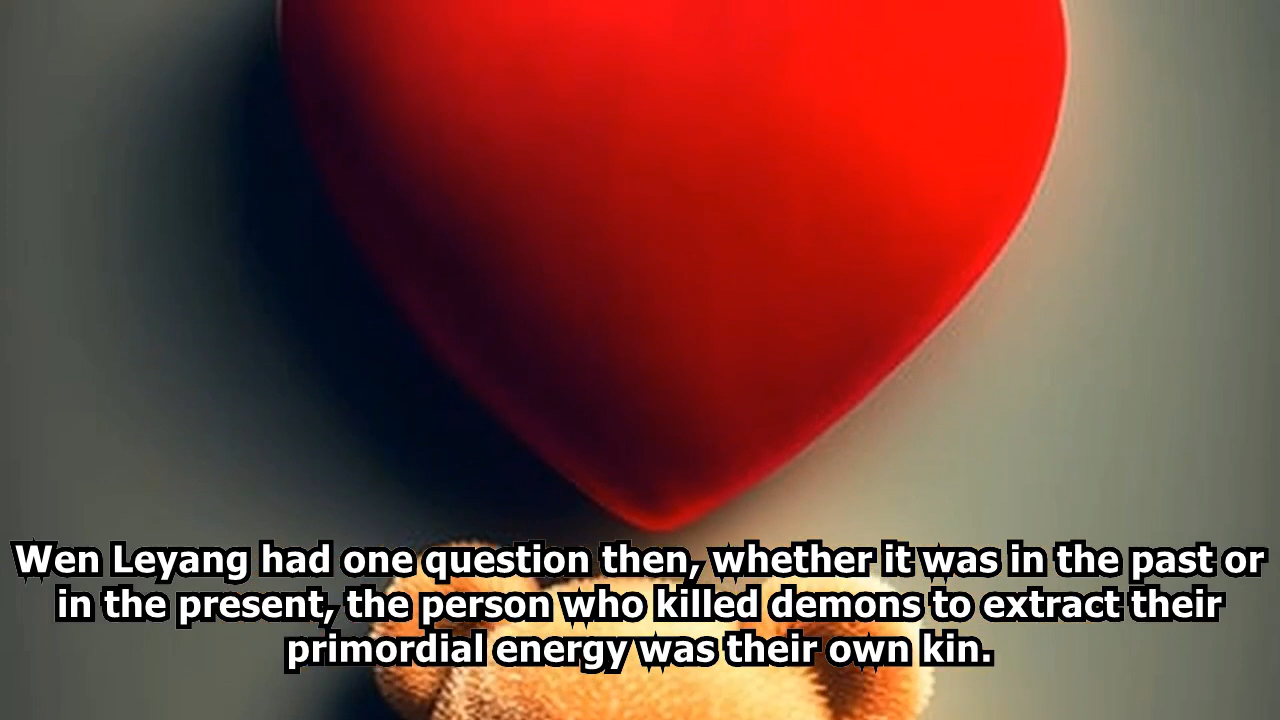 Wen Leyang had one question then, whether it was in the past or
in the present, the person who killed demons to extract their
primordial energy was their own kin.